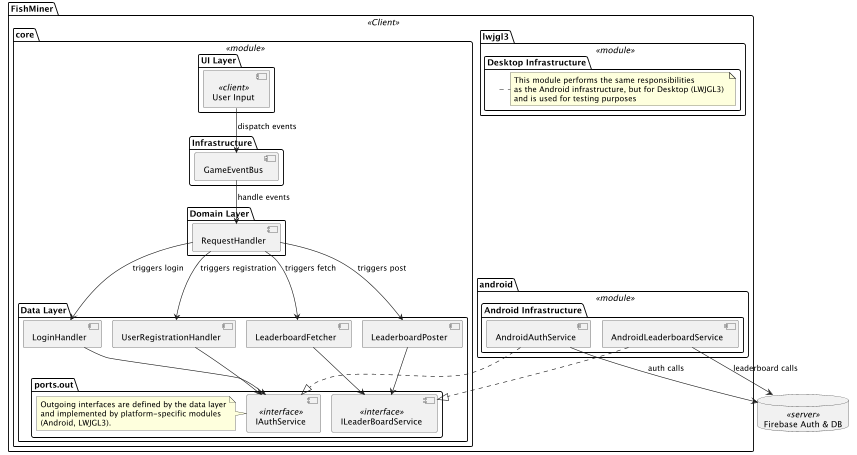 FishMiner
«Client»
core
«module»
UI Layer
«client»
User Input
dispatch events
Infrastructure
GameEventBus
handle events
Domain Layer
RequestHandler
triggers login
triggers registration
triggers fetch
triggers post
Data Layer
LoginHandler
UserRegistrationHandler
LeaderboardFetcher
LeaderboardPoster
ports.out
Outgoing interfaces are defined by the data layer
and implemented by platform-specific modules
(Android, LWJGL3).
«interface»
IAuthService
«interface»
ILeaderBoardService
lwjgl3
«module»
Desktop Infrastructure
This module performs the same responsibilities
as the Android infrastructure, but for Desktop (LWJGL3)
and is used for testing purposes
android
«module»
Android Infrastructure
AndroidAuthService
AndroidLeaderboardService
auth calls
leaderboard calls
«server»
Firebase Auth & DB